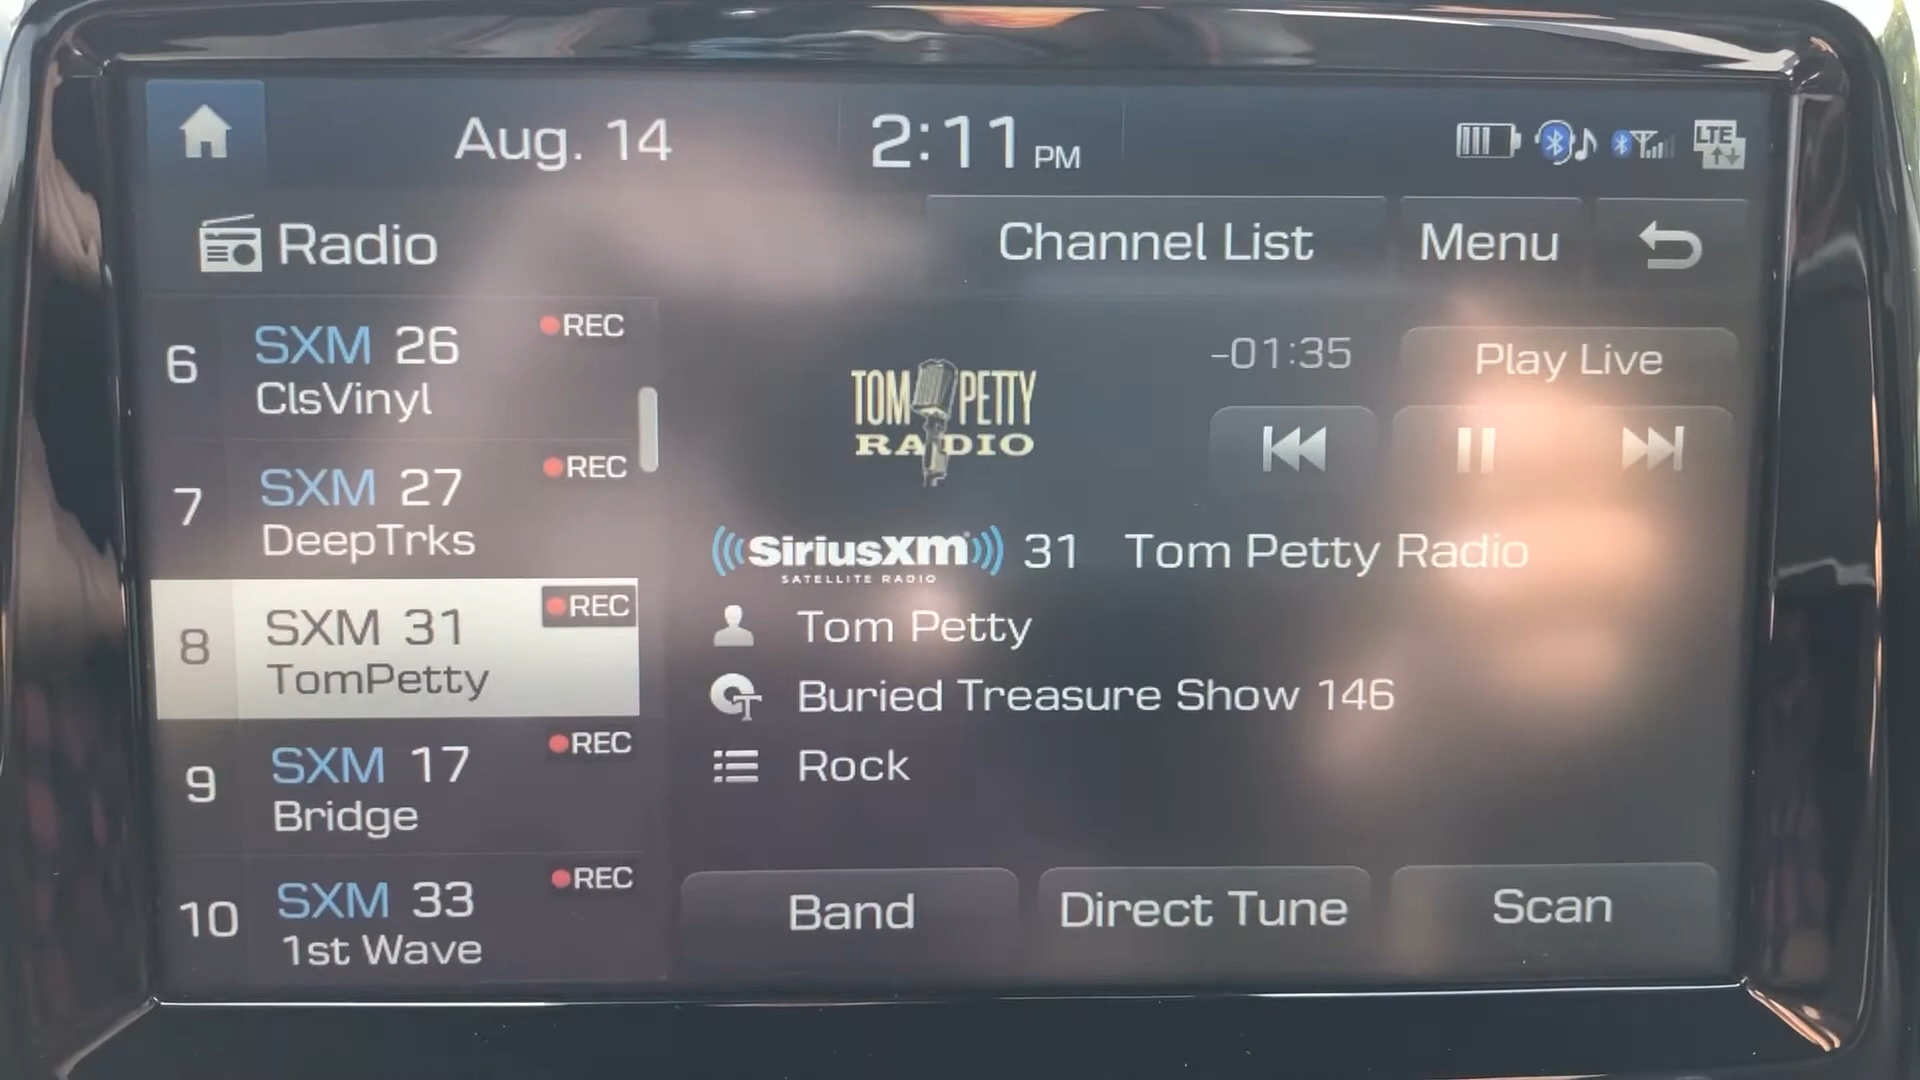 Aug. 14
2:11 PM
LTE
Radio
Channel List
Menu
6
SXM 26
REC
ClsVinyl
7
SXM 27
REC
DeepTrks
8
SXM 31
REC
TomPetty
9
SXM 17
REC
Bridge
10
SXM 33
REC
1st Wave
TOM PETTY
RADIO
-01:35
Play Live
SiriusXM 31 Tom Petty Radio
SATELLITE RADIO
Tom Petty
Buried Treasure Show 146
Rock
Band
Direct Tune
Scan